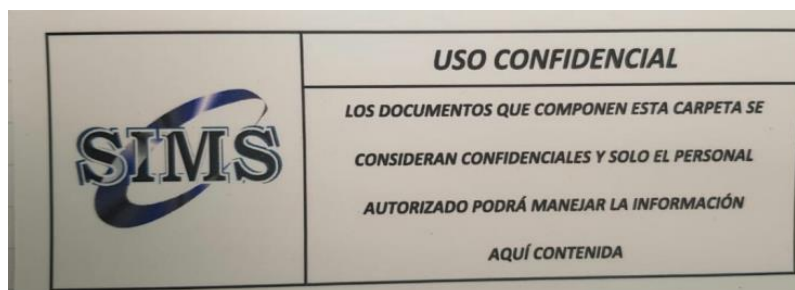 SIMS
USO CONFIDENCIAL
LOS DOCUMENTOS QUE COMPONEN ESTA CARPETA SE
CONSIDERAN CONFIDENCIALES Y SOLO EL PERSONAL
AUTORIZADO PODRÁ MANEJAR LA INFORMACIÓN
AQUÍ CONTENIDA